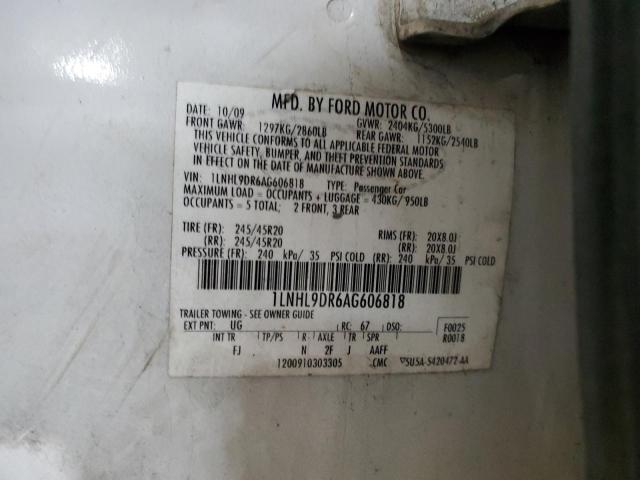 MFD. BY FORD MOTOR CO.
DATE: 10/09 GVWR: 2404KG/5300LB
FRONT GAWR: 1297KG/2860LB REAR GAWR: 1152KG/2540LB
THIS VEHICLE CONFORMS TO ALL APPLICABLE FEDERAL MOTOR
VEHICLE SAFETY, BUMPER, AND THEFT PREVENTION STANDARDS
IN EFFECT ON THE DATE OF MANUFACTURE SHOWN ABOVE.
VIN: 1LNHL9DR6AG606818 TYPE: Passenger Car
MAXIMUM LOAD = OCCUPANTS + LUGGAGE = 430KG/950LB
OCCUPANTS = 5 TOTAL: 2 FRONT, 3 REAR
TIRE (FR): 245/45R20 RIMS (FR): 20X8.0J
(RR): 245/45R20 (RR): 20X8.0J
PRESSURE (FR): 240 kPa/ 35 PSI COLD (RR): 240 kPa/ 35 PSI COLD
1LNHL9DR6AG606818
TRAILER TOWING - SEE OWNER GUIDE
EXT PNT: UG RC: 67 DSO: F0025
INT TR TP/PS R AXLE TR SPR R0018
FJ N 2F J AAFF
1200910303305 CMC 5U5A-5420472-AA